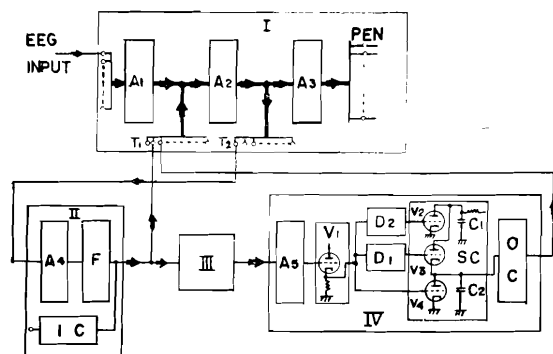 I
EEG
INPUT
A1
A2
A3
PEN
T1
T2
II
A4
F
IC
III
A5
V1
D2
D1
V2
V3
V4
C1
SC
C2
OC
IV